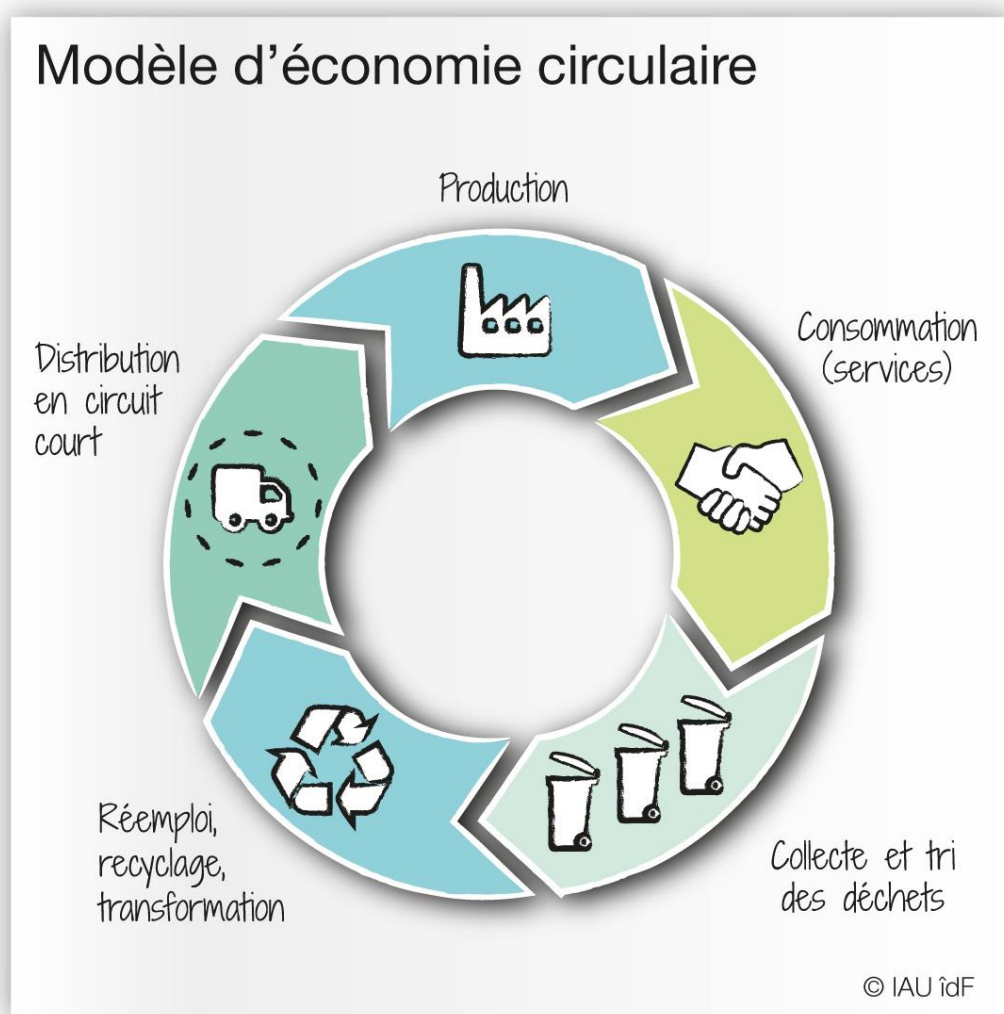 Modèle d'économie circulaire
Production
Consommation
(services)
Collecte et tri
des déchets
Réemploi,
recyclage,
transformation
Distribution
en circuit
court
© IAU îdF